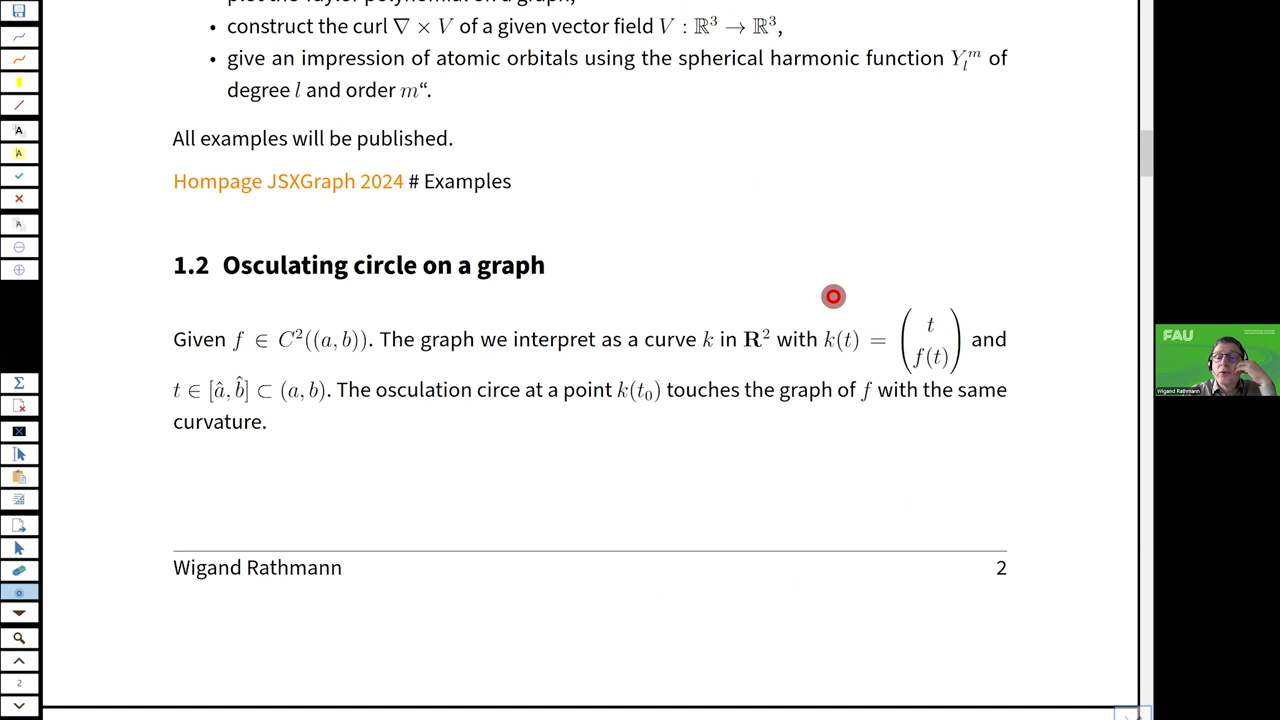 • construct the curl ∇ × V of a given vector field V : ℝ³ → ℝ³,
• give an impression of atomic orbitals using the spherical harmonic function Yₗᵐ of
degree l and order m“.
All examples will be published.
Hompage JSXGraph 2024 # Examples
1.2 Osculating circle on a graph
Given f ∈ C²((a, b)). The graph we interpret as a curve k in R² with k(t) = (t f(t)) and
t ∈ [â, b̂] ⊂ (a, b). The osculation circe at a point k(t₀) touches the graph of f with the same
curvature.
Wigand Rathmann 2
FAU
Wigand Rathmann
2